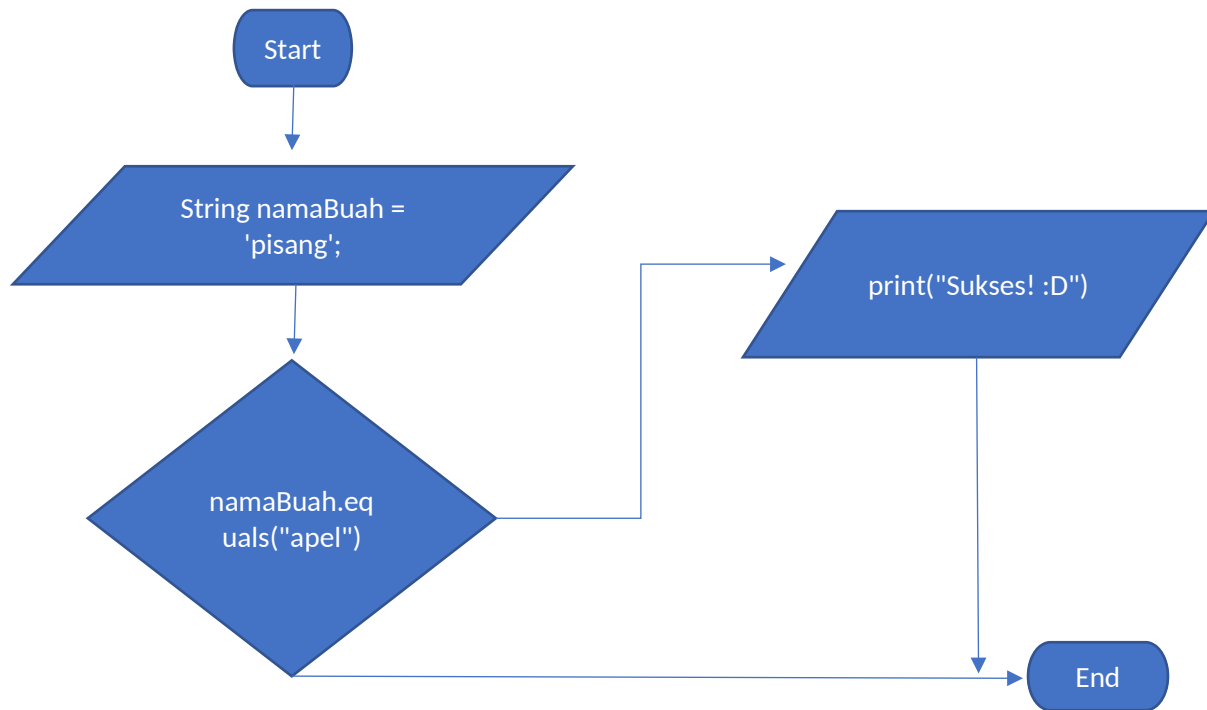 Start
String namaBuah =
'pisang';
print("Sukses! :D")
namaBuah.eq
uals("apel")
End